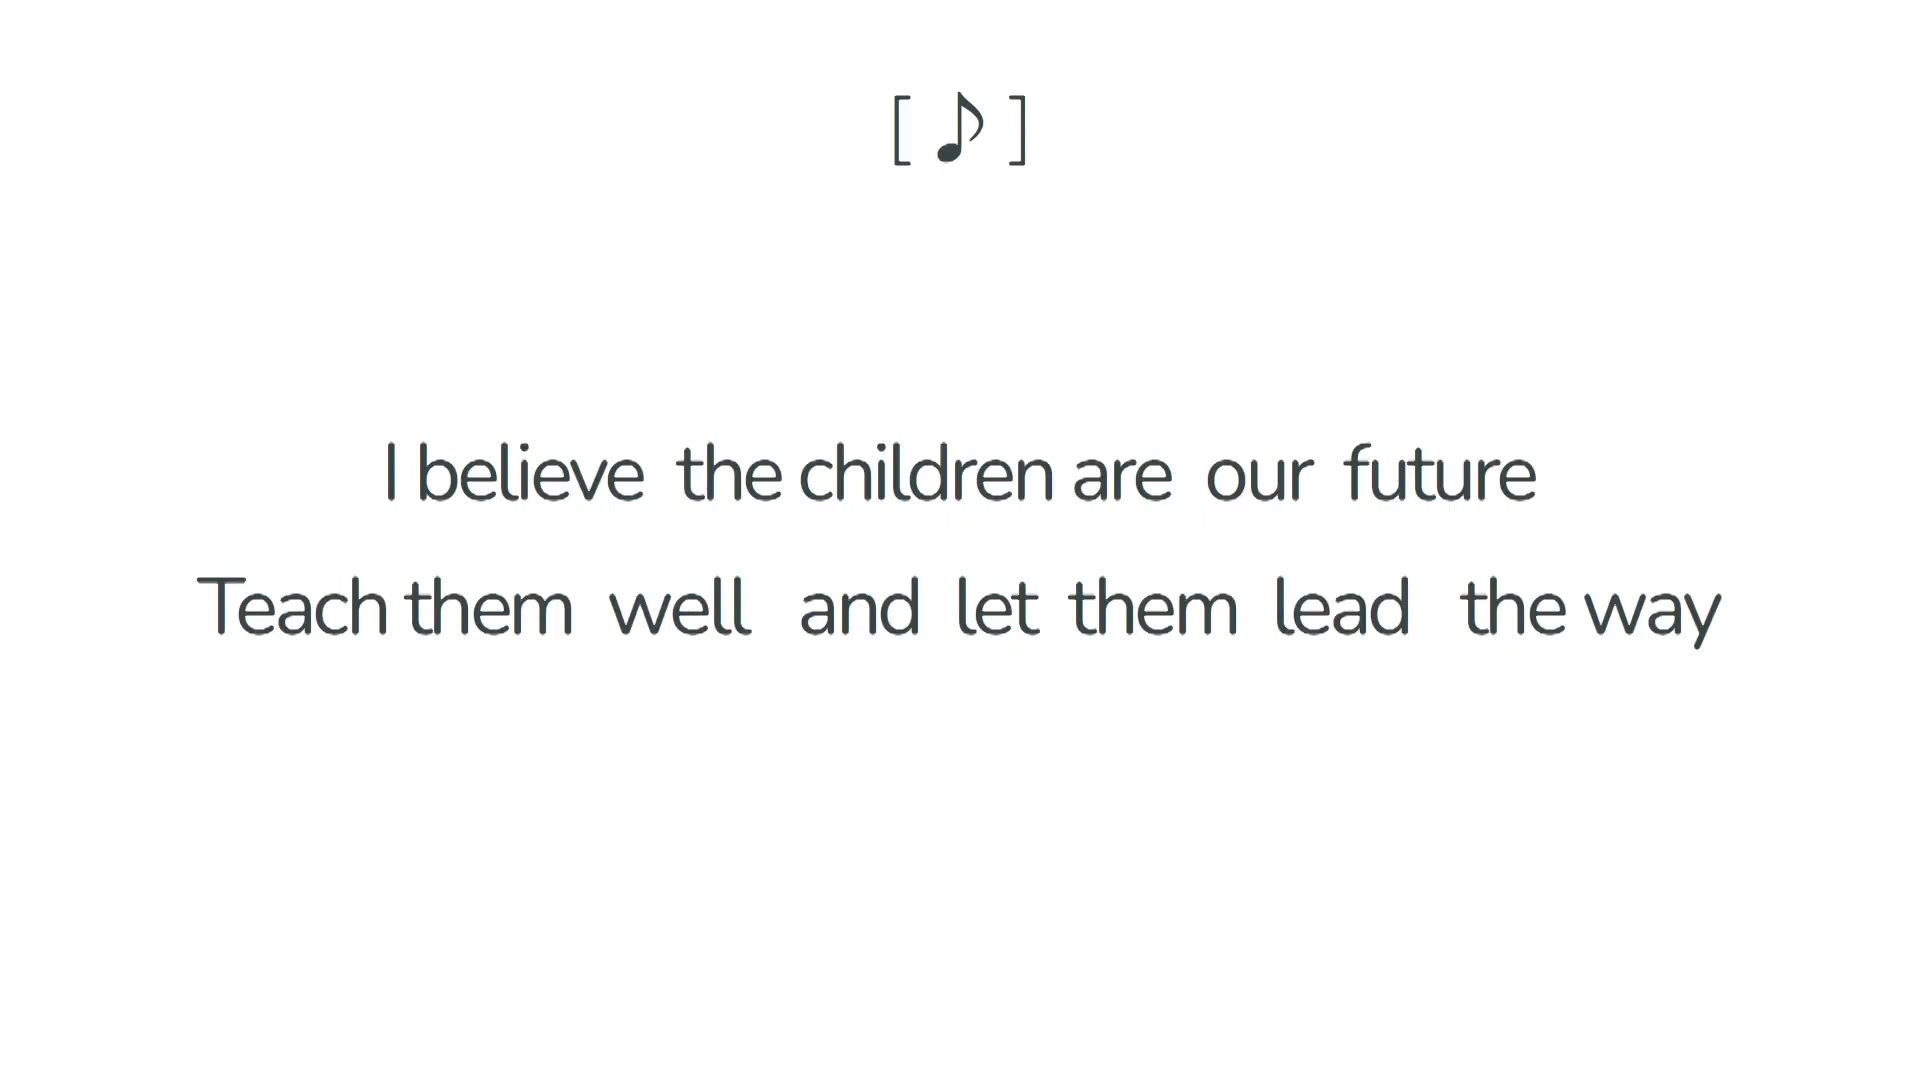 [ ♪ ]
I believe the children are our future
Teach them well and let them lead the way